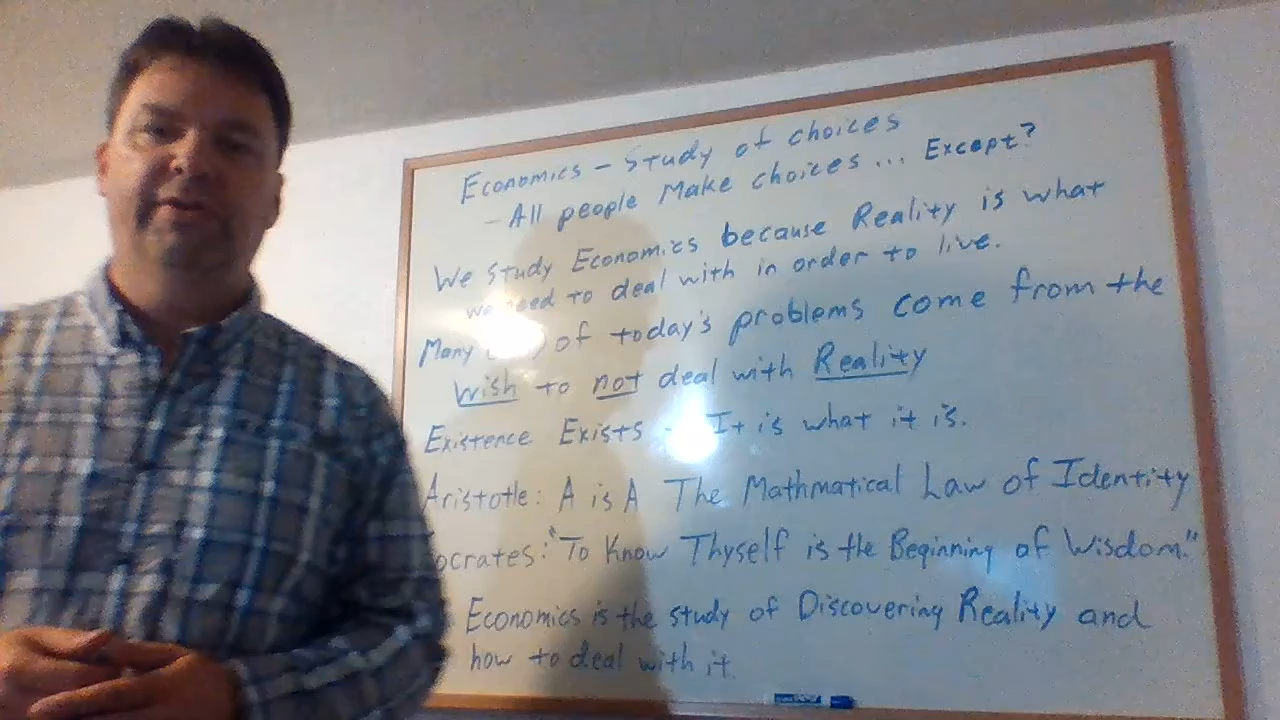 Economics - Study of choices
- All people Make choices... Except?
We Study Economics because Reality is what
we need to deal with in order to live.
Many of today's problems come from the
Wish to not deal with Reality
Existence Exists - It is what it is.
Aristotle: A is A The Mathmatical Law of Identity
ocrates: "To Know Thyself is the Beginning of Wisdom."
Economics is the study of Discovering Reality and
how to deal with it.